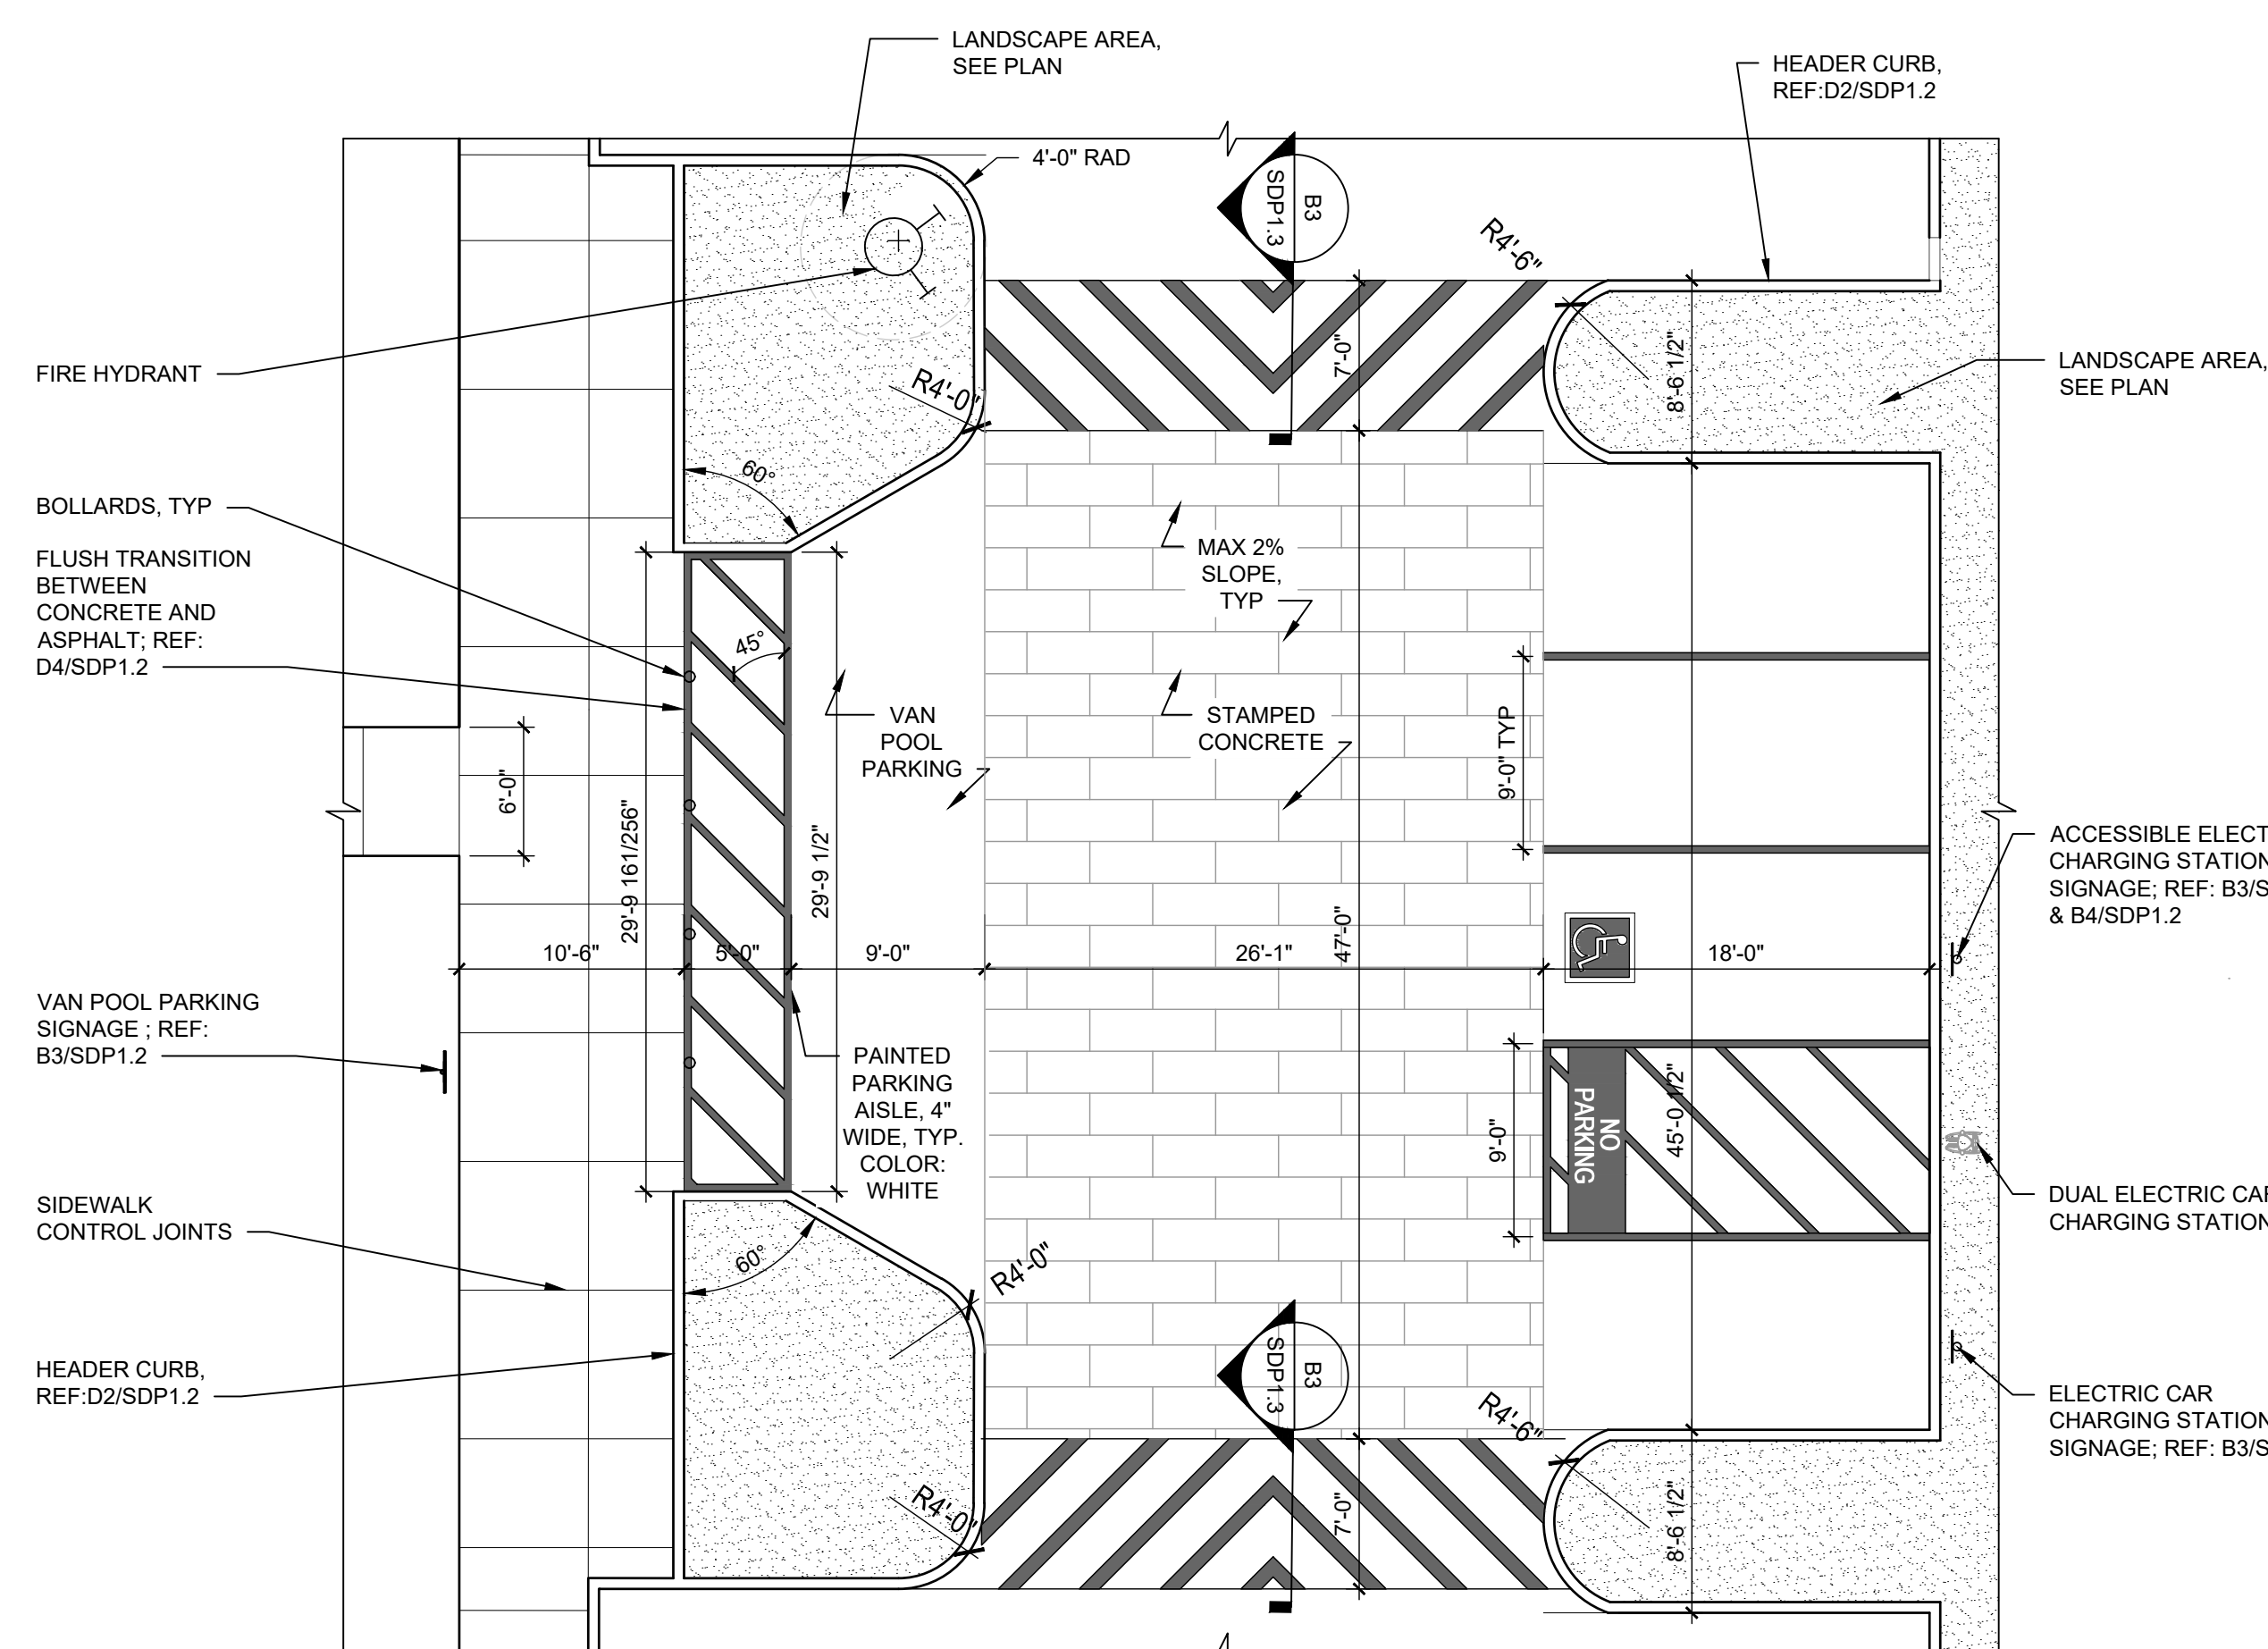 LANDSCAPE AREA,
SEE PLAN
HEADER CURB,
REF:D2/SDP1.2
4'-0" RAD
B3
SDP1.3
R4'-6"
FIRE HYDRANT
R4'-0"
7'-0"
8'-6 1/2"
LANDSCAPE AREA,
SEE PLAN
60°
BOLLARDS, TYP
FLUSH TRANSITION
BETWEEN
CONCRETE AND
ASPHALT; REF:
D4/SDP1.2
MAX 2%
SLOPE,
TYP
45°
VAN
POOL
PARKING
STAMPED
CONCRETE
9'-0" TYP
6'-0"
29'-9 161/256"
29'-9 1/2"
47'-0"
ACCESSIBLE ELECT
CHARGING STATION
SIGNAGE; REF: B3/S
& B4/SDP1.2
10'-6"
5'-0"
9'-0"
26'-1"
18'-0"
VAN POOL PARKING
SIGNAGE ; REF:
B3/SDP1.2
PAINTED
PARKING
AISLE, 4"
WIDE, TYP.
COLOR:
WHITE
9'-0"
NO
PARKING
45'-0 1/2"
DUAL ELECTRIC CAR
CHARGING STATION
SIDEWALK
CONTROL JOINTS
60°
R4'-0"
HEADER CURB,
REF:D2/SDP1.2
B3
SDP1.3
R4'-6"
ELECTRIC CAR
CHARGING STATION
SIGNAGE; REF: B3/S
R4'-0"
7'-0"
8'-6 1/2"